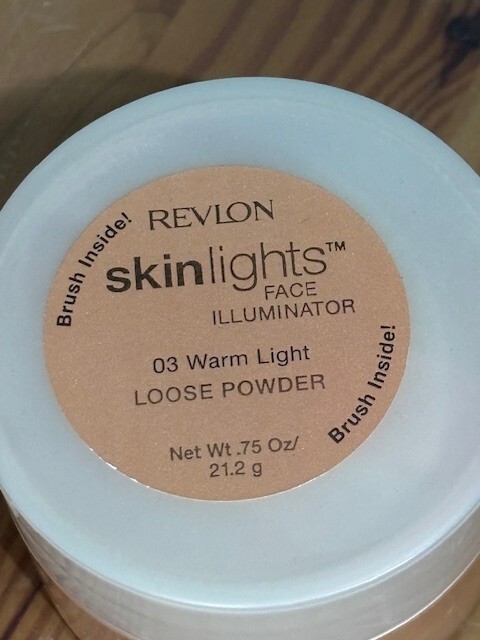 REVLON
skinlights™
FACE
ILLUMINATOR
03 Warm Light
LOOSE POWDER
Net Wt .75 Oz/
21.2 g
Brush Inside!
Brush Inside!